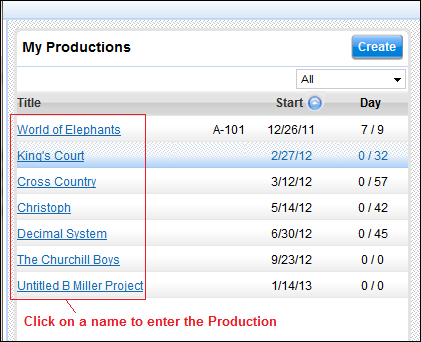 My Productions Create
All
Title Start Day
World of Elephants A-101 12/26/11 7 / 9
King's Court 2/27/12 0 / 32
Cross Country 3/12/12 0 / 57
Christoph 5/14/12 0 / 42
Decimal System 6/30/12 0 / 45
The Churchill Boys 9/23/12 0 / 0
Untitled B Miller Project 1/14/13 0 / 0
Click on a name to enter the Production